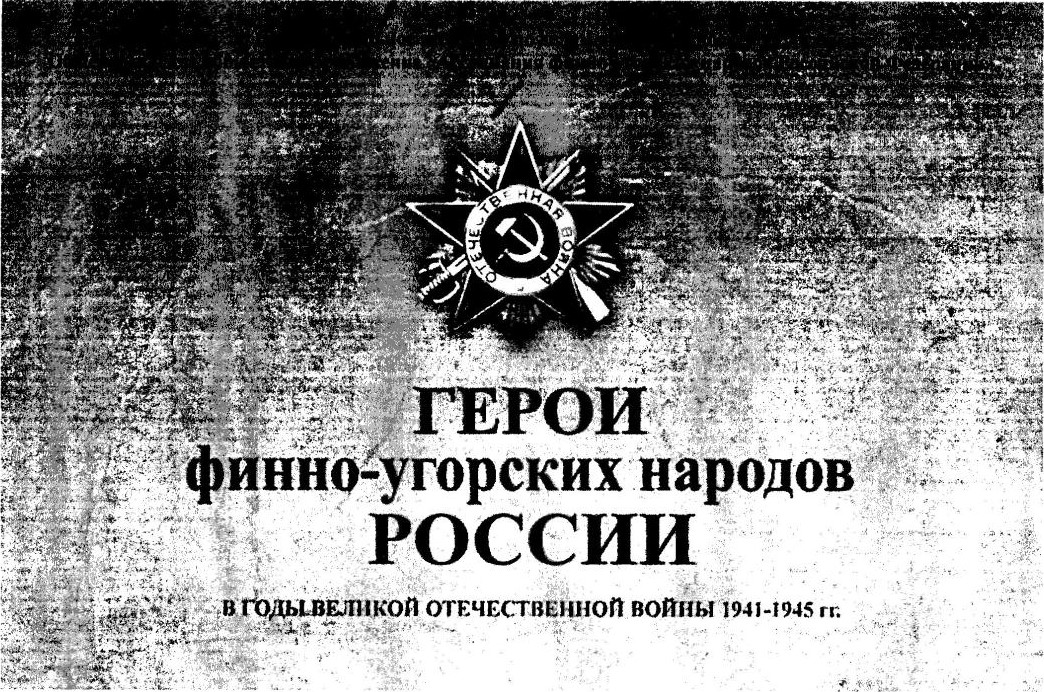 ОТЕЧЕСТВЕННАЯ ВОЙНА
ГЕРОИ
финно-угорских народов
РОССИИ
В ГОДЫ ВЕЛИКОЙ ОТЕЧЕСТВЕННОЙ ВОЙНЫ 1941-1945 гг.